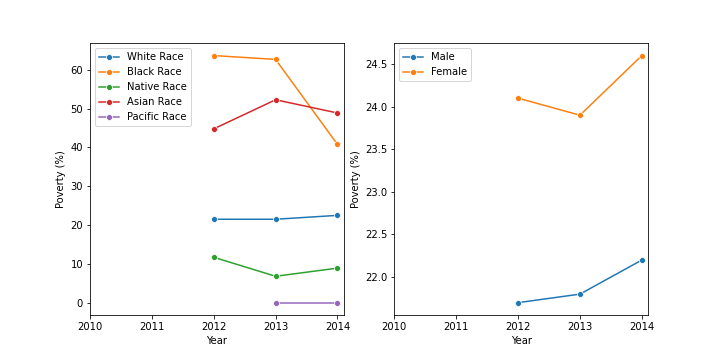 White Race
Black Race
Native Race
Asian Race
Pacific Race
Poverty (%)
60
50
40
30
20
10
0
2010 2011 2012 2013 2014
Year
Male
Female
Poverty (%)
24.5
24.0
23.5
23.0
22.5
22.0
2010 2011 2012 2013 2014
Year